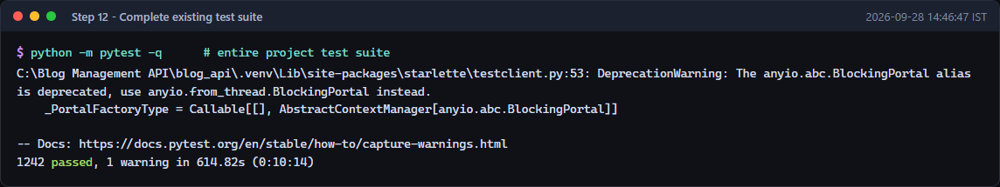 Step 12 - Complete existing test suite
2026-09-28 14:46:47 IST
$ python -m pytest -q      # entire project test suite
C:\Blog Management API\blog_api\.venv\Lib\site-packages\starlette\testclient.py:53: DeprecationWarning: The anyio.abc.BlockingPortal alias
is deprecated, use anyio.from_thread.BlockingPortal instead.
    _PortalFactoryType = Callable[[], AbstractContextManager[anyio.abc.BlockingPortal]]
-- Docs: https://docs.pytest.org/en/stable/how-to/capture-warnings.html
1242 passed, 1 warning in 614.82s (0:10:14)